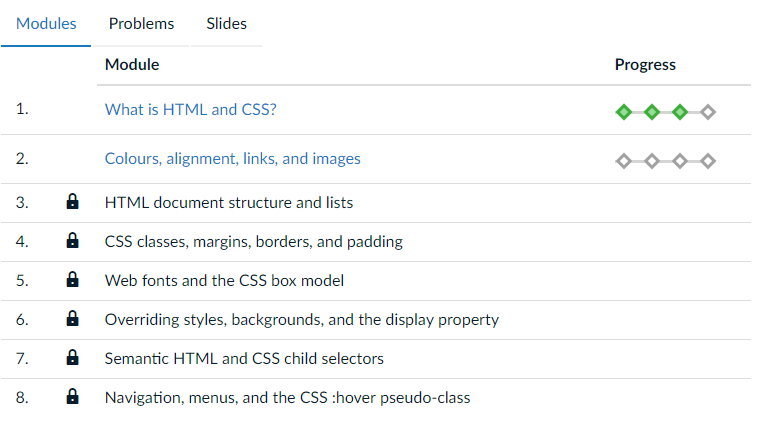 Modules Problems Slides
Module Progress
1. What is HTML and CSS?
2. Colours, alignment, links, and images
3. HTML document structure and lists
4. CSS classes, margins, borders, and padding
5. Web fonts and the CSS box model
6. Overriding styles, backgrounds, and the display property
7. Semantic HTML and CSS child selectors
8. Navigation, menus, and the CSS :hover pseudo-class